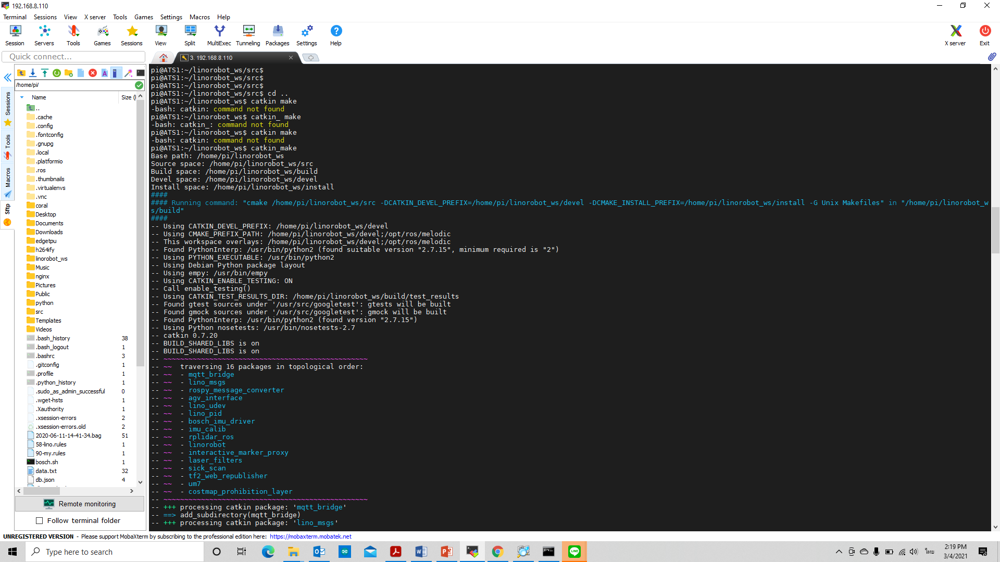 192.168.8.110
Terminal Sessions View X server Tools Games Settings Macros Help
Session Servers Tools Games Sessions View Split MultiExec Tunneling Packages Settings Help X server Exit
Quick connect...
3. 192.168.8.110
/home/pi/
Name Size (
Sessions
Tools
Macros
Sftp
..
.cache
.config
.fontconfig
.gnupg
.local
.platformio
.ros
.thumbnails
.virtualenvs
.vnc
coral
Desktop
Documents
Downloads
edgetpu
h264ify
linorobot_ws
Music
nginx
Pictures
Public
python
src
Templates
Videos
.bash_history 38
.bash_logout 1
.bashrc 3
.gitconfig 1
.profile 1
.python_history 1
.sudo_as_admin_successful 0
.wget-hsts 1
.Xauthority 1
.xsession-errors 2
.xsession-errors.old 2
2020-06-11-14-41-34.bag 51
58-lino.rules 1
90-my.rules 1
bosch.sh 1
data.txt 32
db.json 4
Remote monitoring
Follow terminal folder
pi@ATS1:~/linorobot_ws/src$
pi@ATS1:~/linorobot_ws/src$
pi@ATS1:~/linorobot_ws/src$
pi@ATS1:~/linorobot_ws/src$ cd ..
pi@ATS1:~/linorobot_ws$ catkin make
-bash: catkin: command not found
pi@ATS1:~/linorobot_ws$ catkin_ make
-bash: catkin_: command not found
pi@ATS1:~/linorobot_ws$ catkin make
-bash: catkin: command not found
pi@ATS1:~/linorobot_ws$ catkin_make
Base path: /home/pi/linorobot_ws
Source space: /home/pi/linorobot_ws/src
Build space: /home/pi/linorobot_ws/build
Devel space: /home/pi/linorobot_ws/devel
Install space: /home/pi/linorobot_ws/install
####
#### Running command: "cmake /home/pi/linorobot_ws/src -DCATKIN_DEVEL_PREFIX=/home/pi/linorobot_ws/devel -DCMAKE_INSTALL_PREFIX=/home/pi/linorobot_ws/install -G Unix Makefiles" in "/home/pi/linorobot_w
s/build"
####
-- Using CATKIN_DEVEL_PREFIX: /home/pi/linorobot_ws/devel
-- Using CMAKE_PREFIX_PATH: /home/pi/linorobot_ws/devel;/opt/ros/melodic
-- This workspace overlays: /home/pi/linorobot_ws/devel;/opt/ros/melodic
-- Found PythonInterp: /usr/bin/python2 (found suitable version "2.7.15", minimum required is "2")
-- Using PYTHON_EXECUTABLE: /usr/bin/python2
-- Using Debian Python package layout
-- Using empy: /usr/bin/empy
-- Using CATKIN_ENABLE_TESTING: ON
-- Call enable_testing()
-- Using CATKIN_TEST_RESULTS_DIR: /home/pi/linorobot_ws/build/test_results
-- Found gtest sources under '/usr/src/googletest': gtests will be built
-- Found gmock sources under '/usr/src/googletest': gmock will be built
-- Found PythonInterp: /usr/bin/python2 (found version "2.7.15")
-- Using Python nosetests: /usr/bin/nosetests-2.7
-- catkin 0.7.20
-- BUILD_SHARED_LIBS is on
-- BUILD_SHARED_LIBS is on
-- ~~~~~~~~~~~~~~~~~~~~~~~~~~~~~~~~~~~~~~~~~~~~~~~~~
-- ~~  traversing 16 packages in topological order:
-- ~~  - mqtt_bridge
-- ~~  - lino_msgs
-- ~~  - rospy_message_converter
-- ~~  - agv_interface
-- ~~  - lino_udev
-- ~~  - lino_pid
-- ~~  - bosch_imu_driver
-- ~~  - imu_calib
-- ~~  - rplidar_ros
-- ~~  - linorobot
-- ~~  - interactive_marker_proxy
-- ~~  - laser_filters
-- ~~  - sick_scan
-- ~~  - tf2_web_republisher
-- ~~  - um7
-- ~~  - costmap_prohibition_layer
-- ~~~~~~~~~~~~~~~~~~~~~~~~~~~~~~~~~~~~~~~~~~~~~~~~~
-- +++ processing catkin package: 'mqtt_bridge'
-- ==> add_subdirectory(mqtt_bridge)
-- +++ processing catkin package: 'lino_msgs'
UNREGISTERED VERSION - Please support MobaXterm by subscribing to the professional edition here: https://mobaxterm.mobatek.net
Type here to search
LINE
ไทย
2:19 PM
3/4/2021